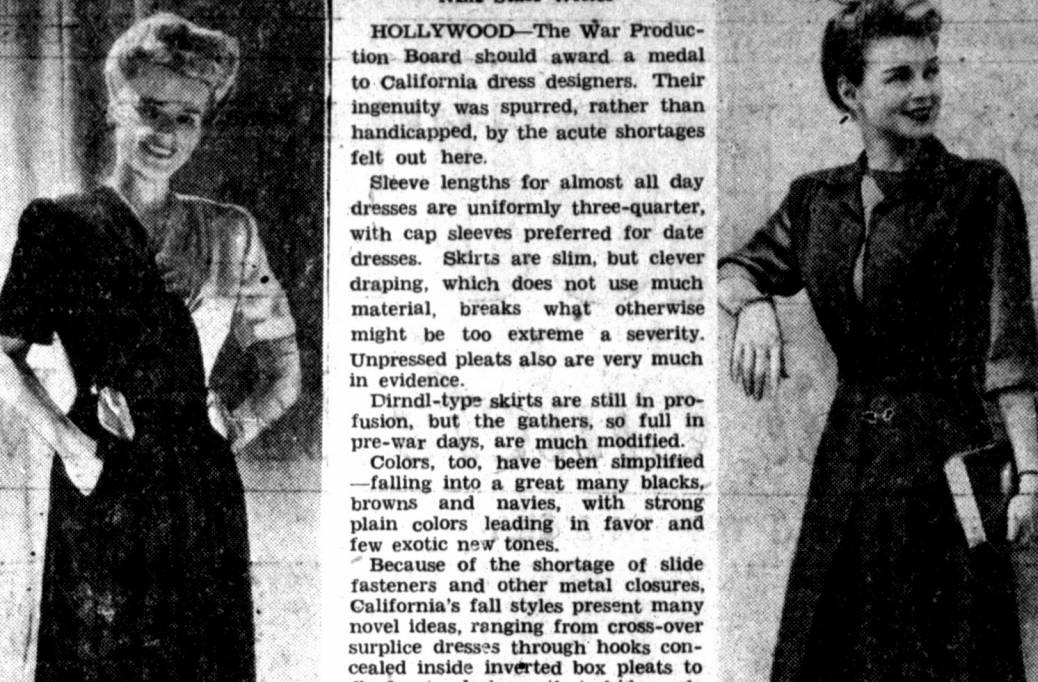 HOLLYWOOD—The War Produc-
tion Board should award a medal
to California dress designers. Their
ingenuity was spurred, rather than
handicapped, by the acute shortages
felt out here.
Sleeve lengths for almost all day
dresses are uniformly three-quarter,
with cap sleeves preferred for date
dresses. Skirts are slim, but clever
draping, which does not use much
material, breaks what otherwise
might be too extreme a severity.
Unpressed pleats also are very much
in evidence.
Dirndl-type skirts are still in pro-
fusion, but the gathers, so full in
pre-war days, are much modified.
Colors, too, have been simplified
—falling into a great many blacks,
browns and navies, with strong
plain colors leading in favor and
few exotic new tones.
Because of the shortage of slide
fasteners and other metal closures,
California's fall styles present many
novel ideas, ranging from cross-over
surplice dresses through hooks con-
cealed inside inverted box pleats to